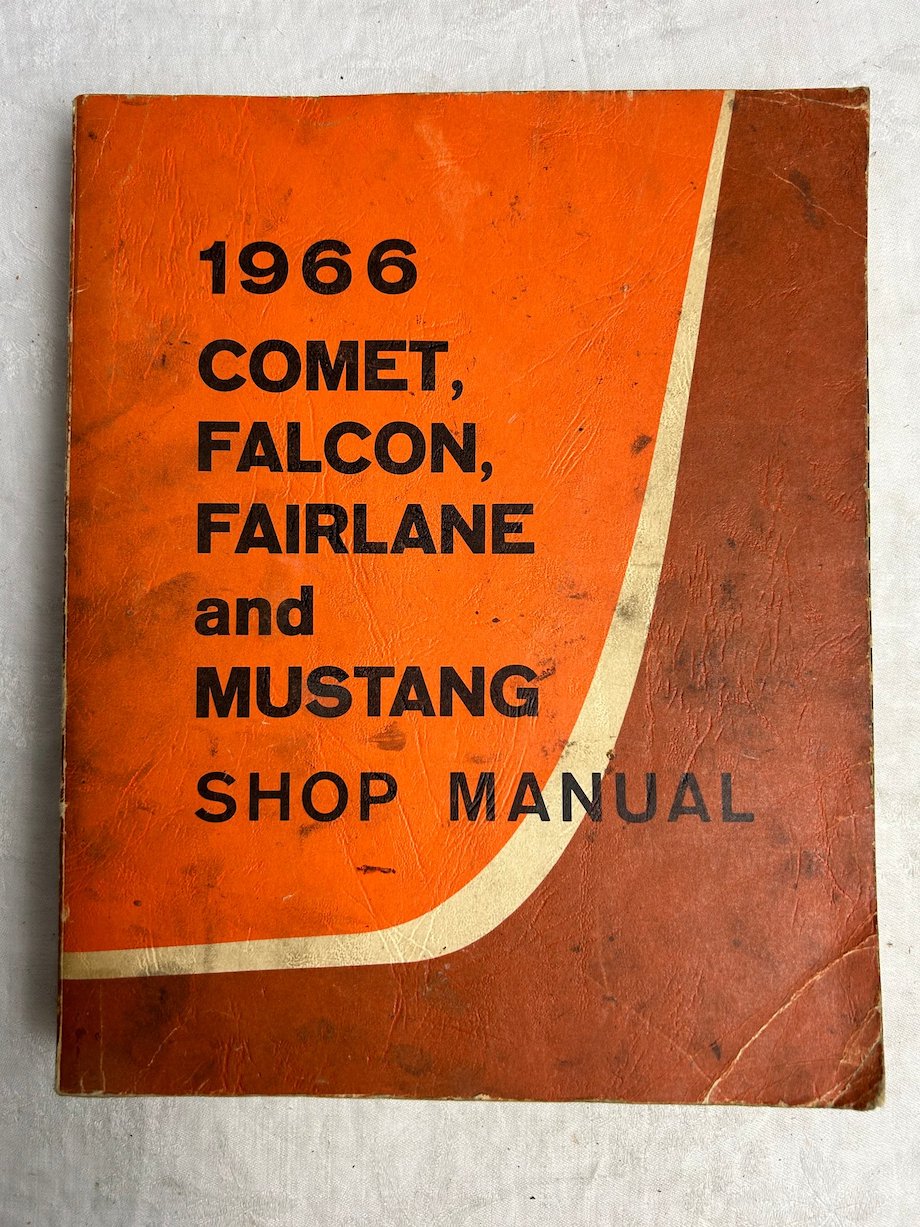 1966
COMET,
FALCON,
FAIRLANE
and
MUSTANG
SHOP MANUAL